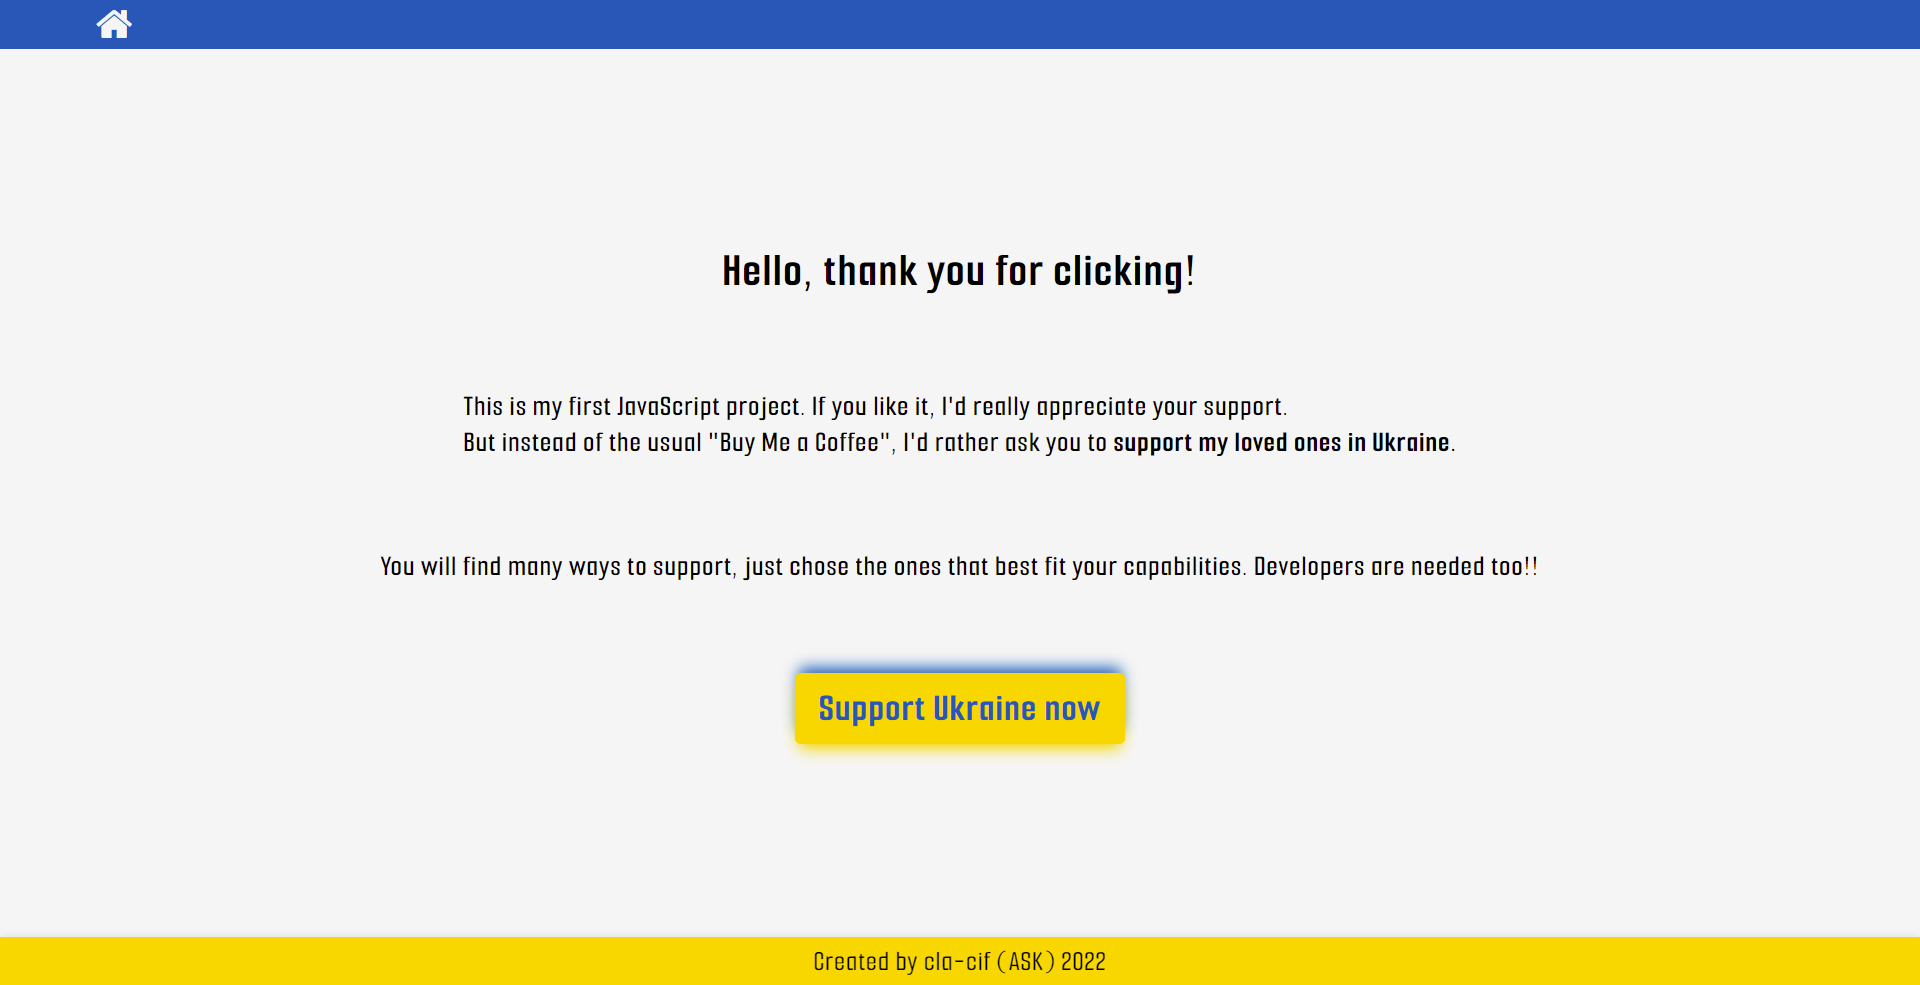 Hello, thank you for clicking!
This is my first JavaScript project. If you like it, I'd really appreciate your support.
But instead of the usual "Buy Me a Coffee", I'd rather ask you to support my loved ones in Ukraine.
You will find many ways to support, just chose the ones that best fit your capabilities. Developers are needed too!!
Support Ukraine now
Created by cla-cif (ASK) 2022